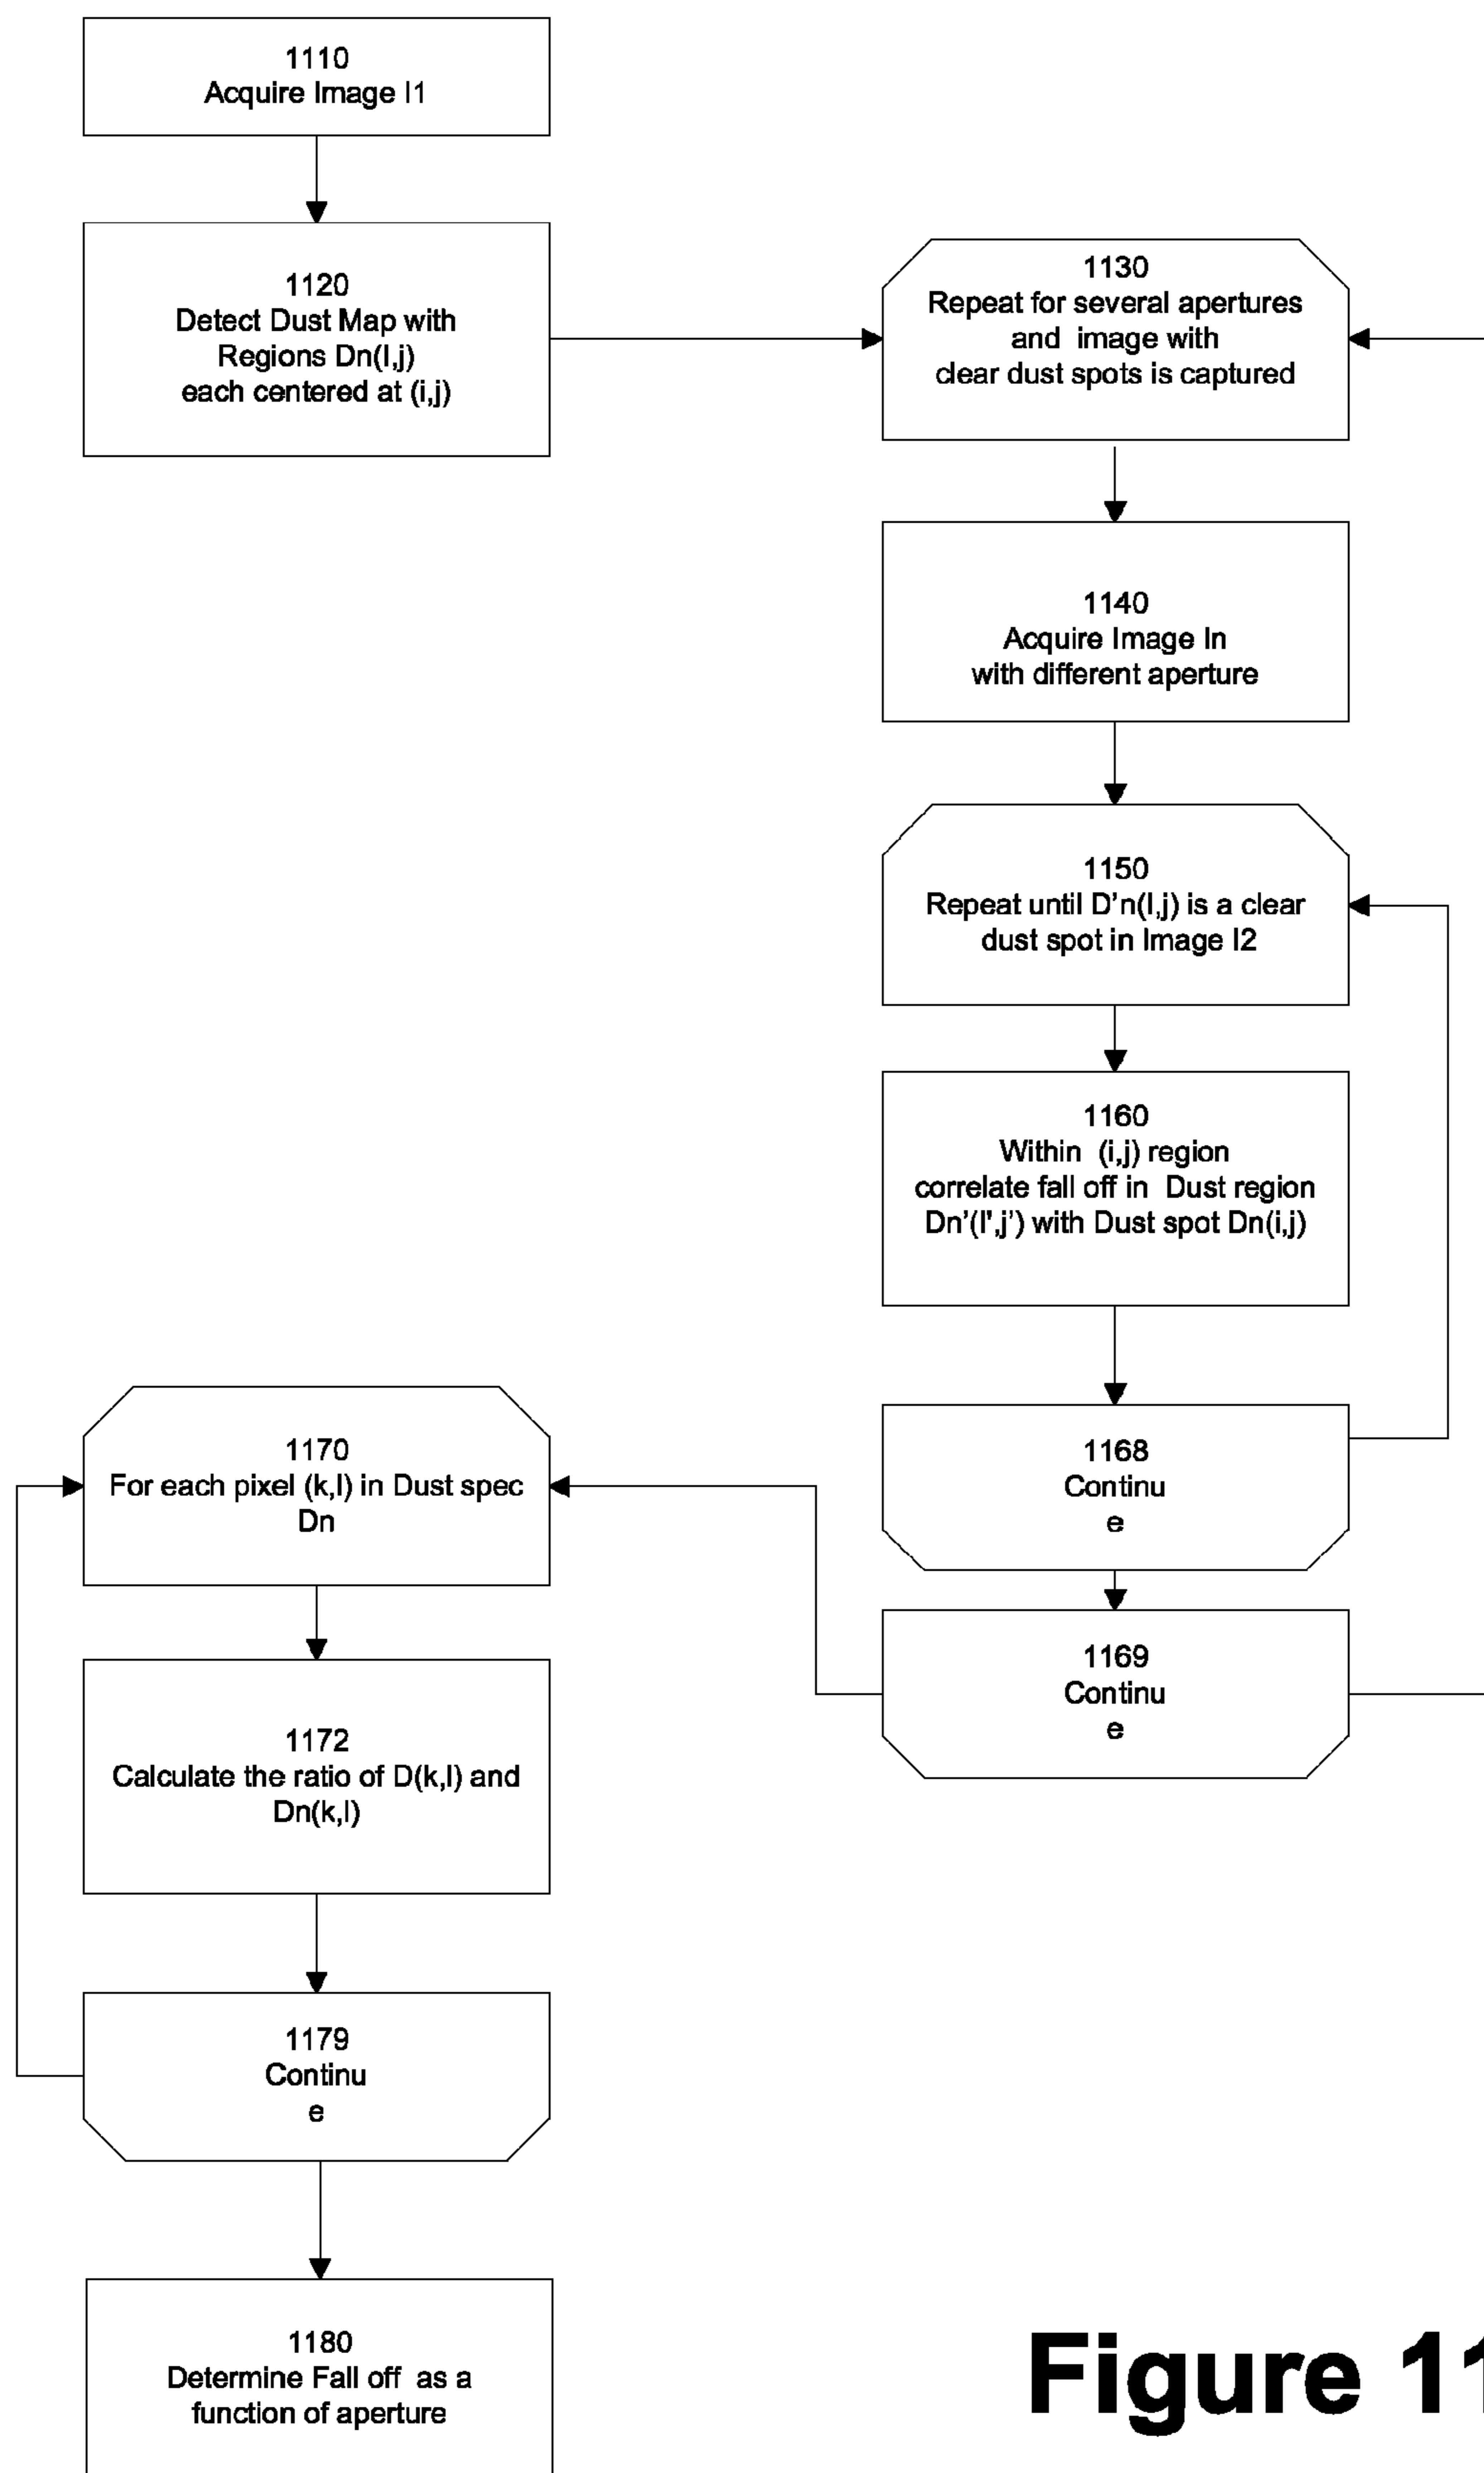 1110
Acquire Image I1
1120
Detect Dust Map with
Regions Dn(I,j)
each centered at (i,j)
1130
Repeat for several apertures
and image with
clear dust spots is captured
1140
Acquire Image In
with different aperture
1150
Repeat until D'n(I,j) is a clear
dust spot in Image I2
1160
Within (i,j) region
correlate fall off in Dust region
Dn'(I',j') with Dust spot Dn(i,j)
1168
Continu
e
1169
Continu
e
1170
For each pixel (k,l) in Dust spec
Dn
1172
Calculate the ratio of D(k,l) and
Dn(k,l)
1179
Continu
e
1180
Determine Fall off as a
function of aperture
Figure 11